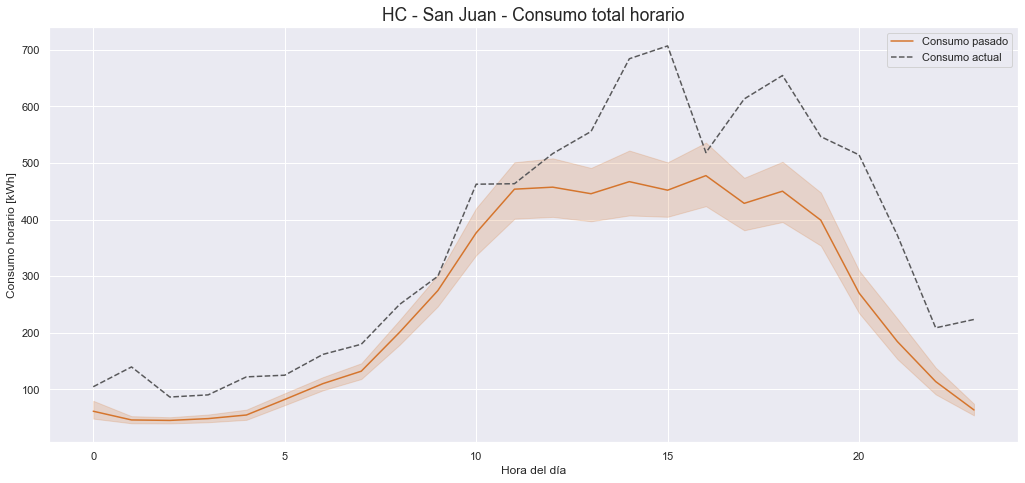 HC - San Juan - Consumo total horario
Consumo pasado
Consumo actual
Consumo horario [kWh]
700
600
500
400
300
200
100
0
5
10
15
20
Hora del día